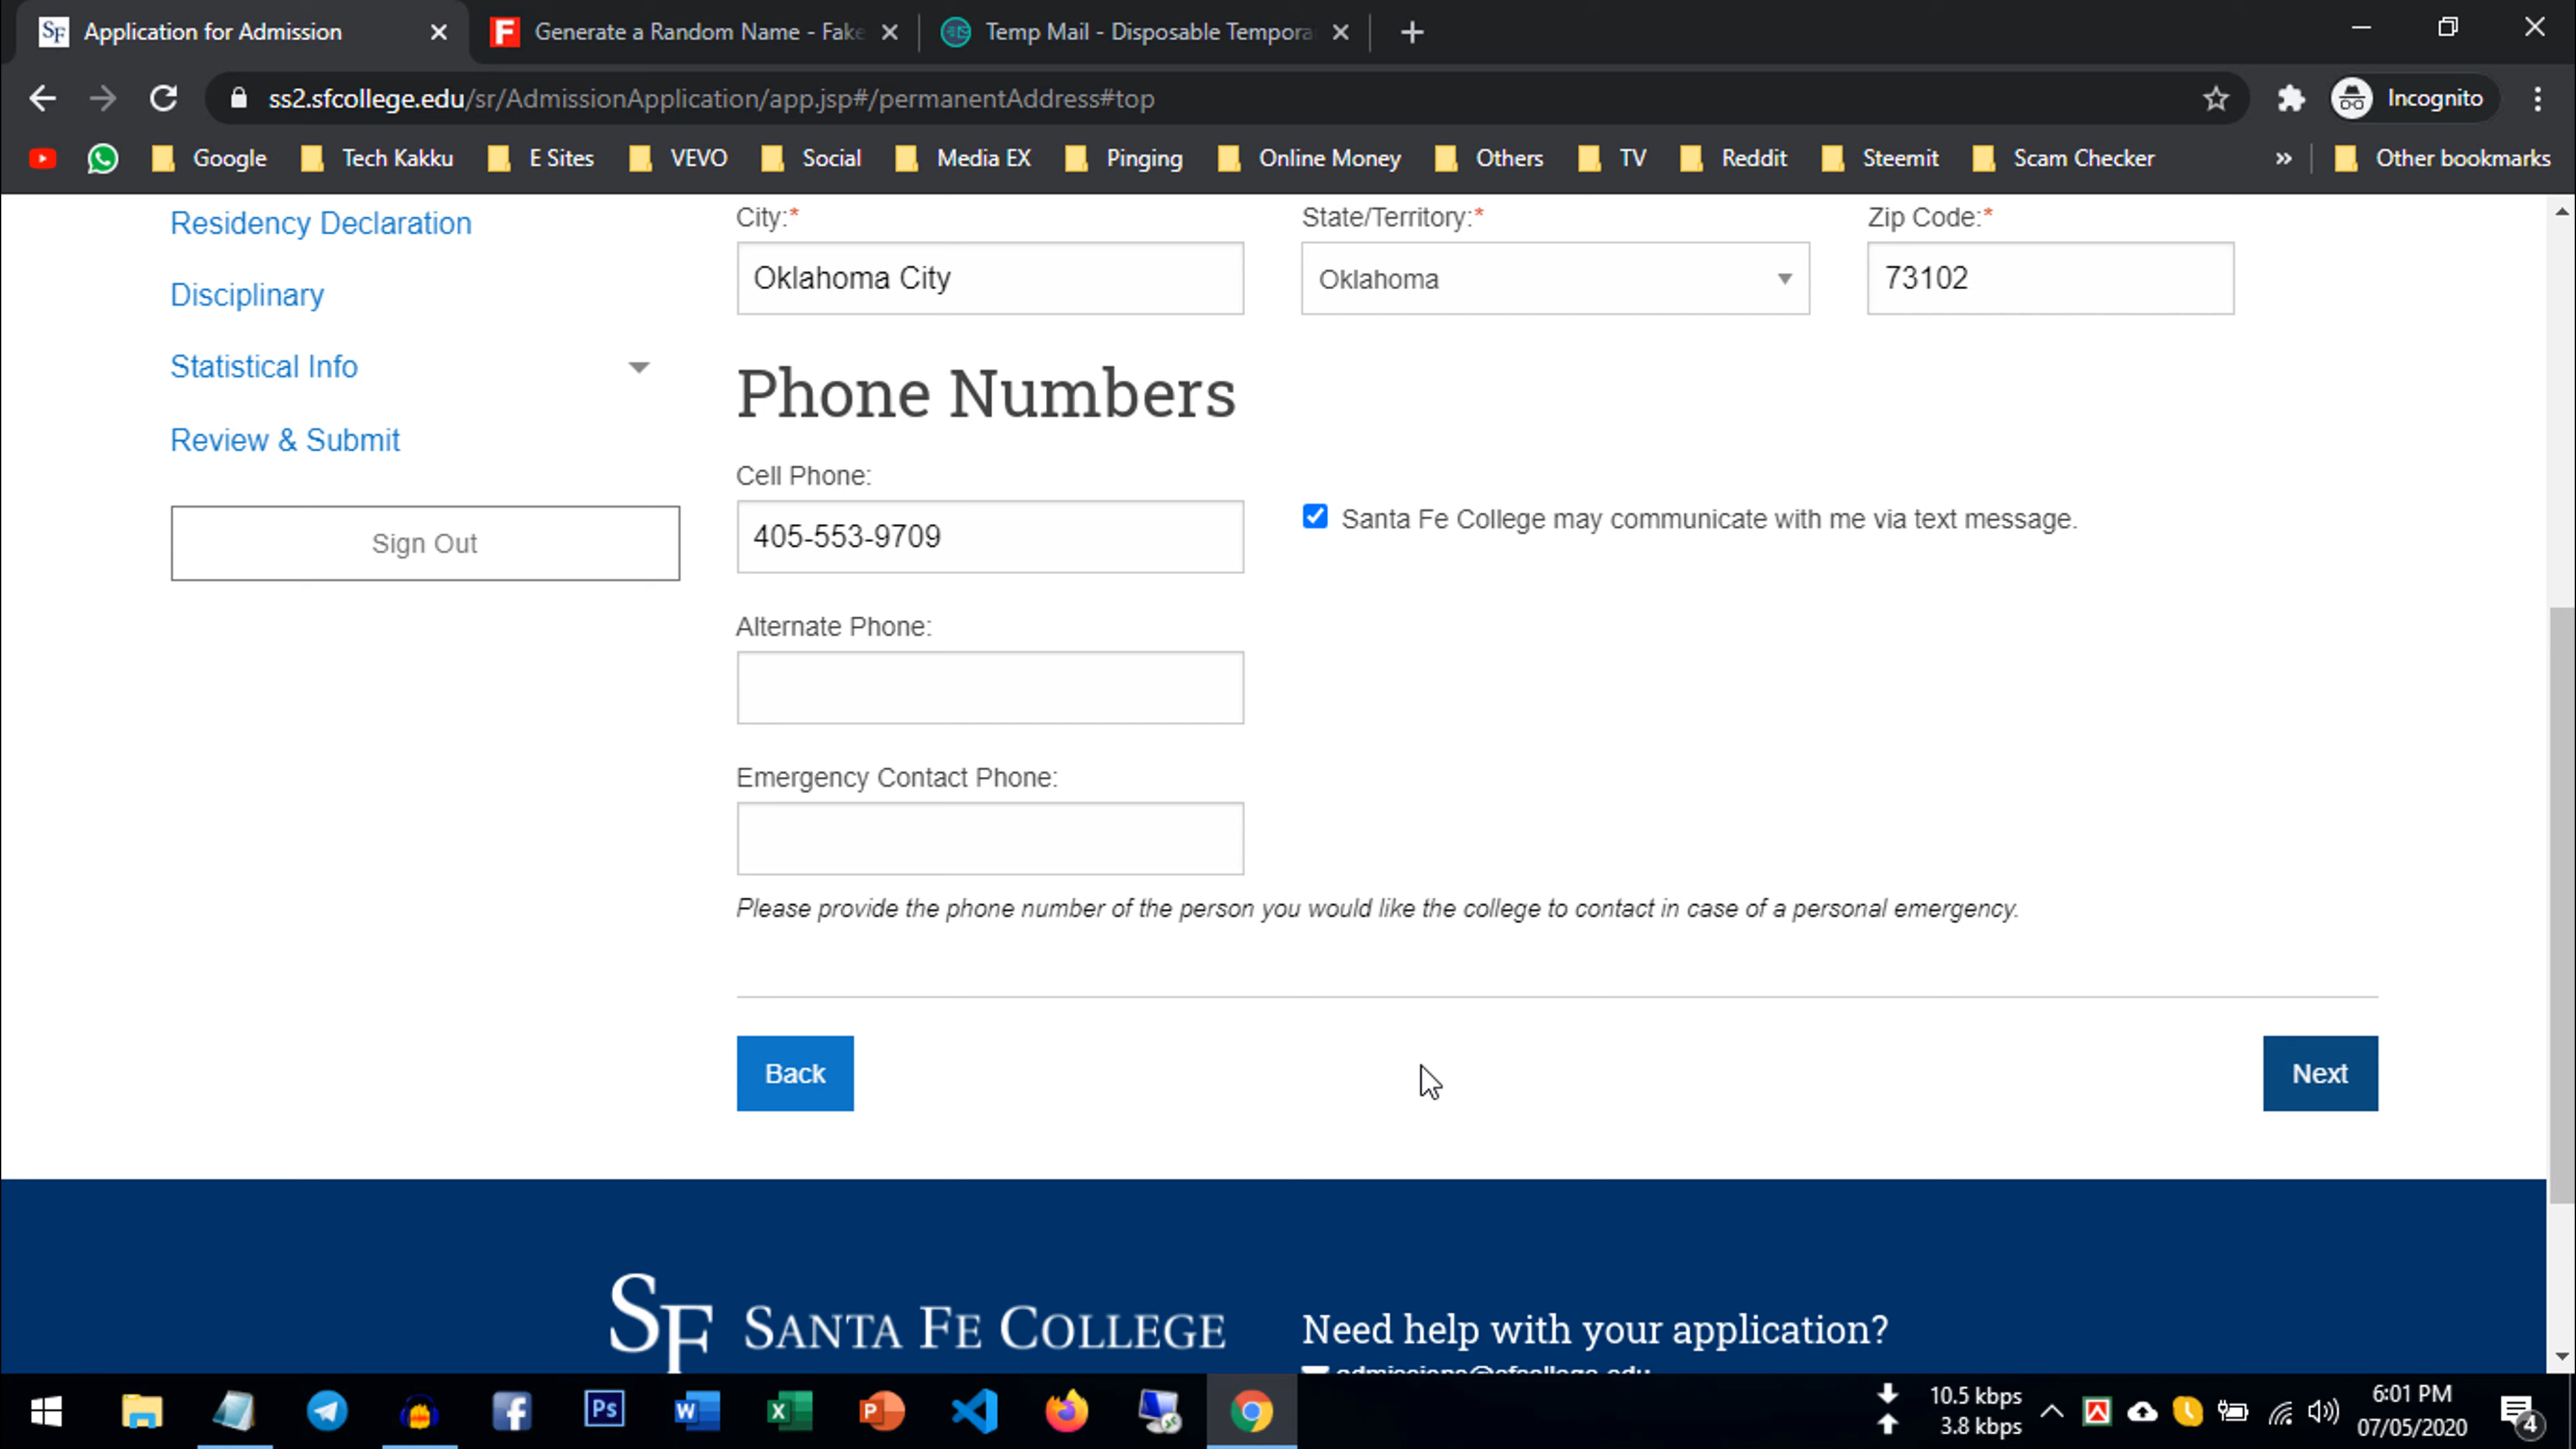 Application for Admission
Generate a Random Name - Fake
Temp Mail - Disposable Tempora
ss2.sfcollege.edu/sr/AdmissionApplication/app.jsp#/permanentAddress#top
Incognito
Google
Tech Kakku
E Sites
VEVO
Social
Media EX
Pinging
Online Money
Others
TV
Reddit
Steemit
Scam Checker
»
Other bookmarks
Residency Declaration
Disciplinary
Statistical Info
Review & Submit
Sign Out
City:*
State/Territory:*
Zip Code:*
Oklahoma City
Oklahoma
73102
Phone Numbers
Cell Phone:
405-553-9709
Santa Fe College may communicate with me via text message.
Alternate Phone:
Emergency Contact Phone:
Please provide the phone number of the person you would like the college to contact in case of a personal emergency.
Back
Next
SF SANTA FE COLLEGE
Need help with your application?
admissions@sfcollege.edu
10.5 kbps
3.8 kbps
6:01 PM
07/05/2020
4